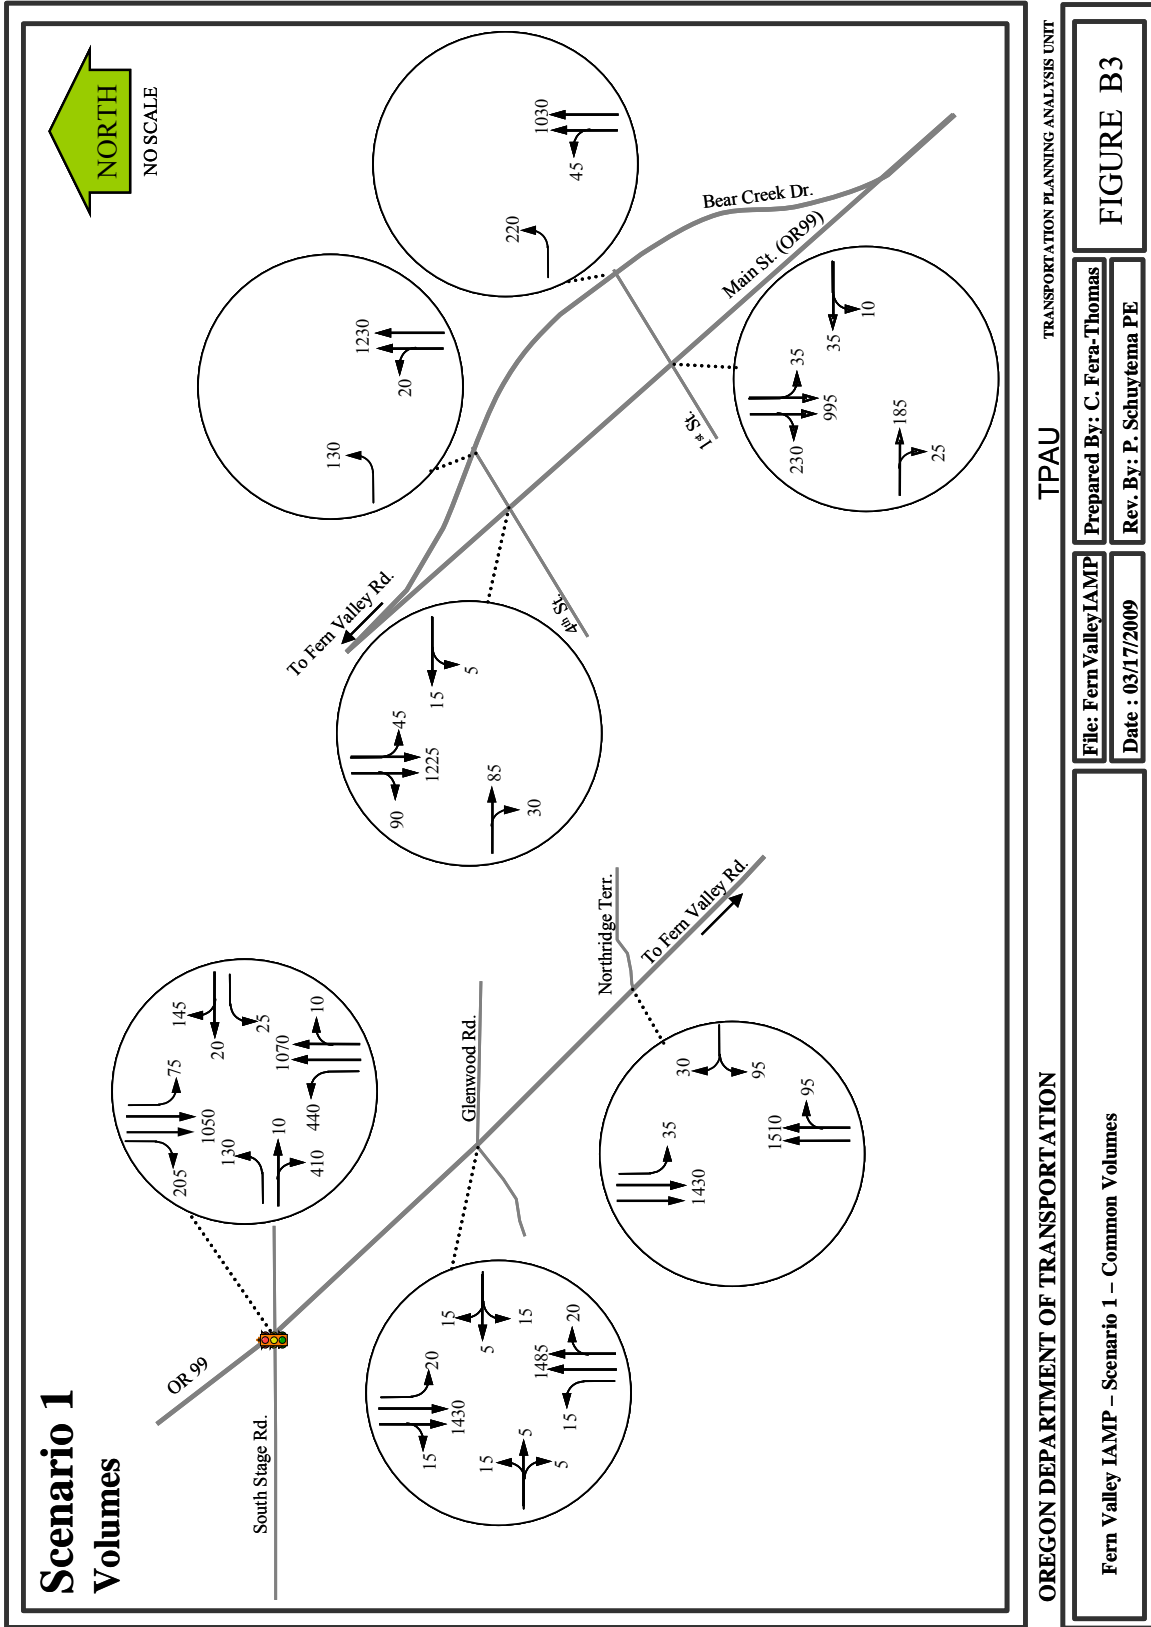 Scenario 1
Volumes
NORTH
NO SCALE
OR 99
South Stage Rd.
Glenwood Rd.
Northridge Terr.
To Fern Valley Rd.
To Fern Valley Rd.
4th St.
1st St.
Main St. (OR99)
Bear Creek Dr.
205
1050
75
145
20
25
130
10
410
440
1070
10
15
1430
20
15
5
15
15
5
5
15
1485
20
1430
35
30
95
1510
95
90
1225
45
15
5
85
30
130
20
1230
220
45
1030
230
995
35
35
10
185
25
OREGON DEPARTMENT OF TRANSPORTATION
TPAU
TRANSPORTATION PLANNING ANALYSIS UNIT
Fern Valley IAMP – Scenario 1 – Common Volumes
File: FernValleyIAMP
Date : 03/17/2009
Prepared By: C. Fera-Thomas
Rev. By: P. Schuytema PE
FIGURE B3